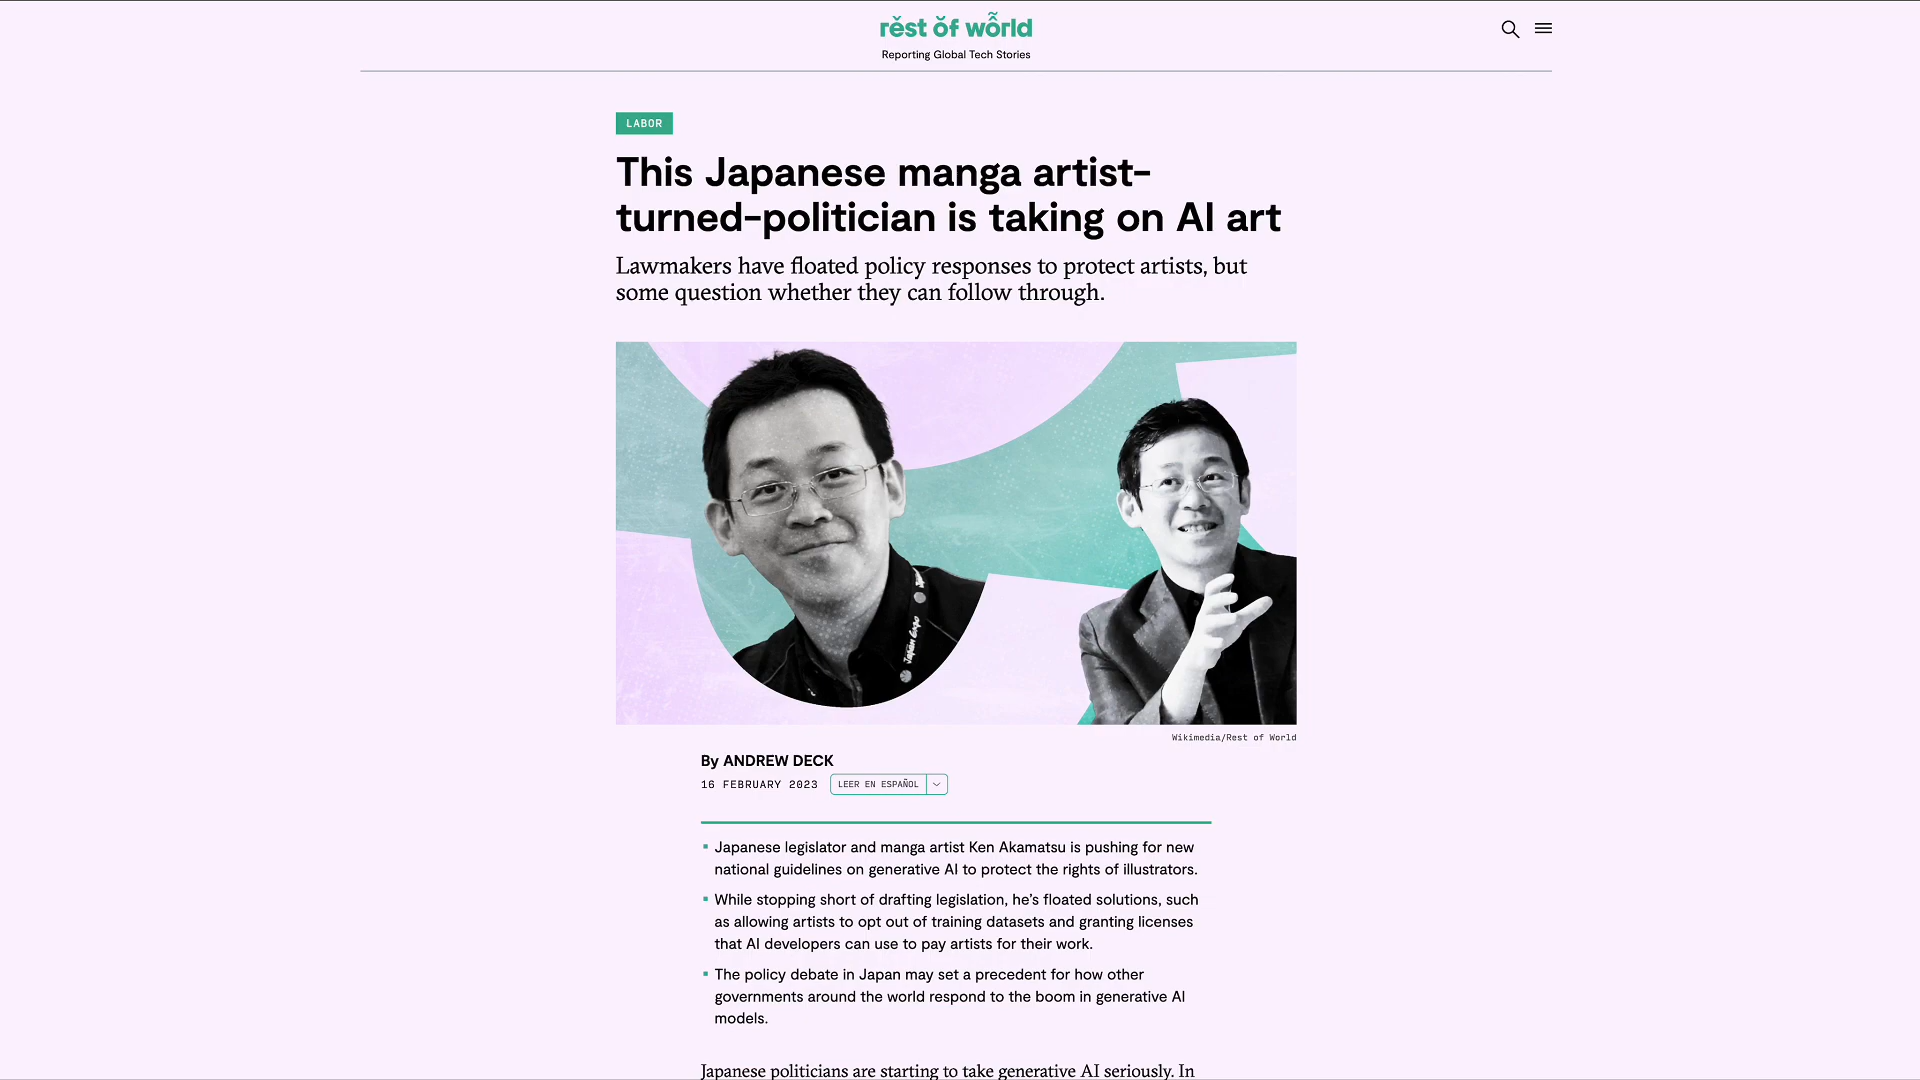 rest of world
Reporting Global Tech Stories
LABOR
This Japanese manga artist-
turned-politician is taking on AI art
Lawmakers have floated policy responses to protect artists, but
some question whether they can follow through.
Japan Expo
Wikimedia/Rest of World
By ANDREW DECK
16 FEBRUARY 2023 LEER EN ESPAÑOL
Japanese legislator and manga artist Ken Akamatsu is pushing for new
national guidelines on generative AI to protect the rights of illustrators.
While stopping short of drafting legislation, he’s floated solutions, such
as allowing artists to opt out of training datasets and granting licenses
that AI developers can use to pay artists for their work.
The policy debate in Japan may set a precedent for how other
governments around the world respond to the boom in generative AI
models.
Japanese politicians are starting to take generative AI seriously. In